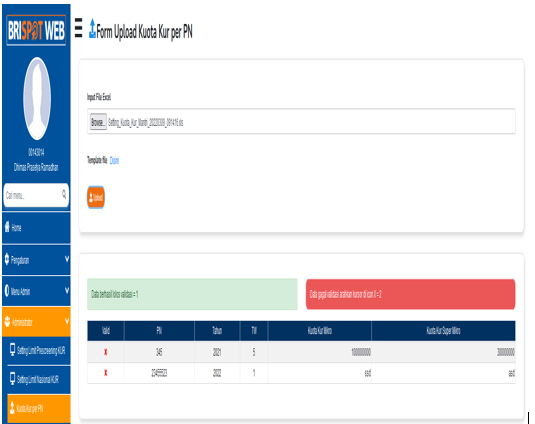 BRISPOT WEB
Form Upload Kuota Kur per PN
00143014
Dhimas Prasetya Ramadhan
Cari menu...
Home
Pengaturan
Menu Admin
Administrator
Setting Limit Prescreening KUR
Setting Limit Nasional KUR
Kuota Kur per PN
Input File Excel
Browse... Setting_Kuota_Kur_Mantri_20220309_091416.xls
Template file Disini
Upload
Data berhasil lolos validasi = 1
Data gagal validasi arahkan kursor di icon X = 2
Valid PN Tahun TW Kuota Kur Mikro Kuota Kur Super Mikro
x 345 2021 5 100000000 30000000
x 23455523 2022 1 asd asd